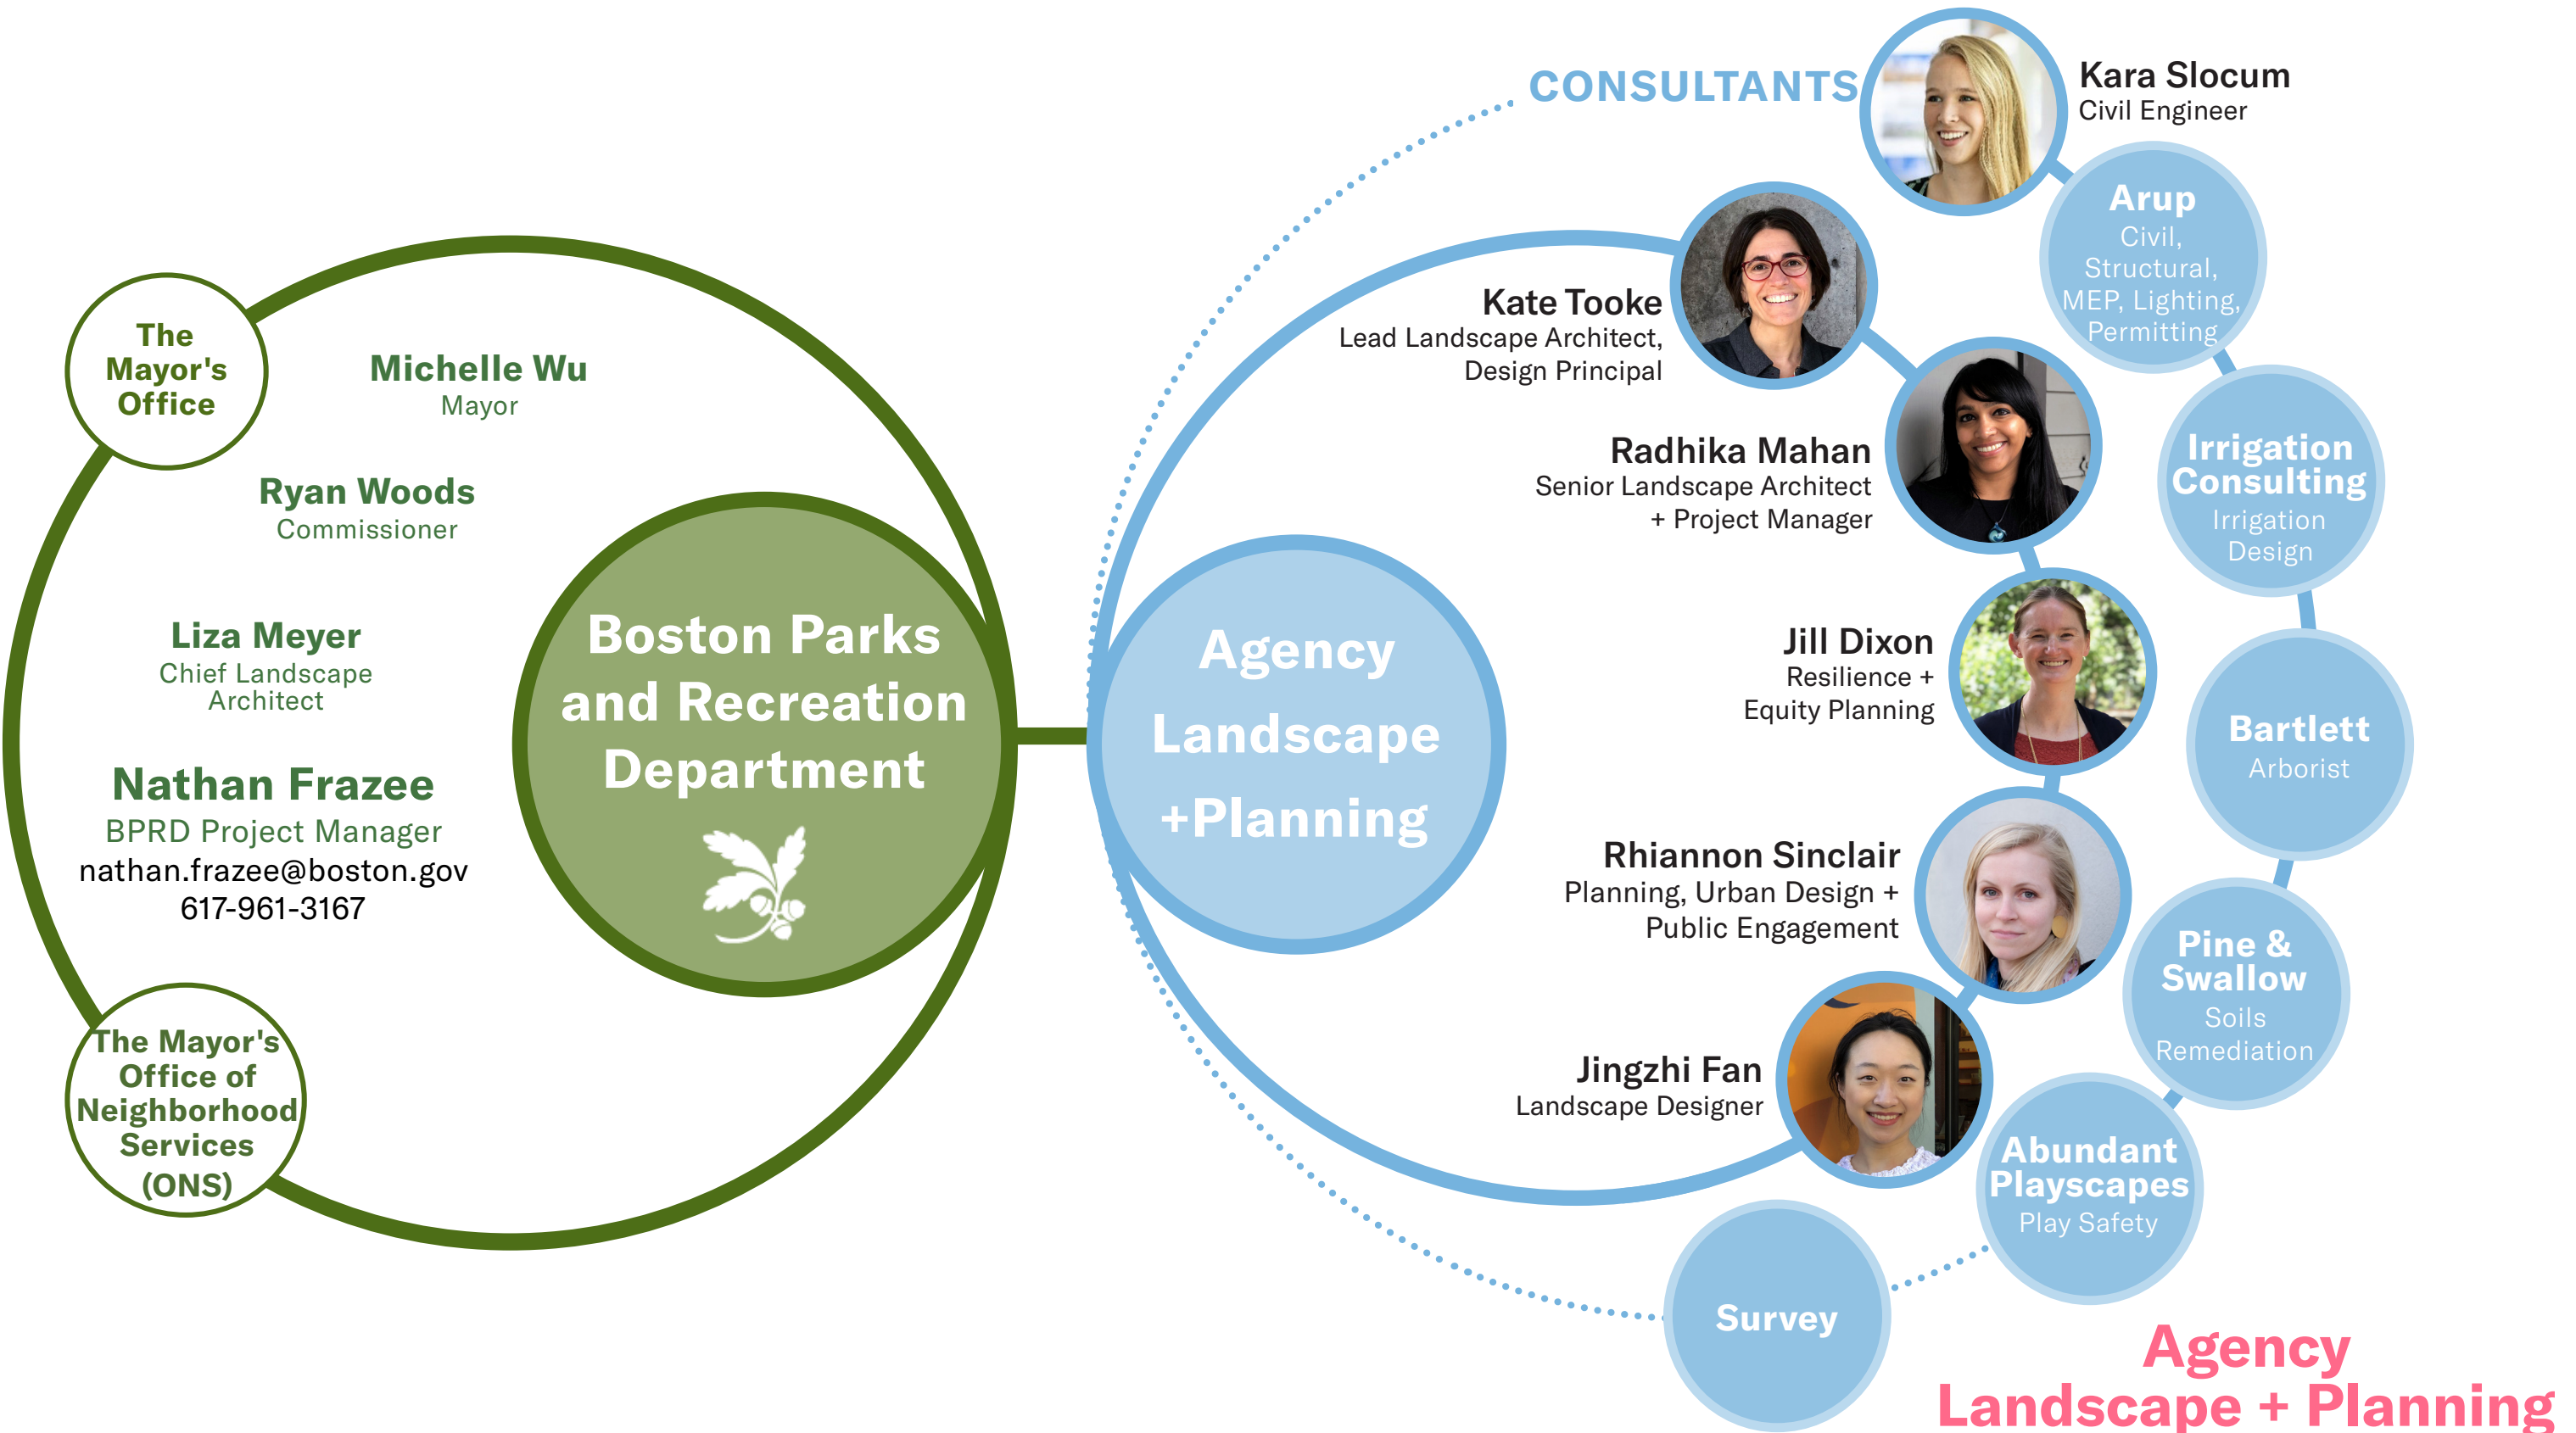 The
Mayor's
Office
Michelle Wu
Mayor
Ryan Woods
Commissioner
Liza Meyer
Chief Landscape
Architect
Nathan Frazee
BPRD Project Manager
nathan.frazee@boston.gov
617-961-3167
The Mayor's
Office of
Neighborhood
Services
(ONS)
Boston Parks
and Recreation
Department
Agency
Landscape
+Planning
CONSULTANTS
Kara Slocum
Civil Engineer
Kate Tooke
Lead Landscape Architect,
Design Principal
Radhika Mahan
Senior Landscape Architect
+ Project Manager
Jill Dixon
Resilience +
Equity Planning
Rhiannon Sinclair
Planning, Urban Design +
Public Engagement
Jingzhi Fan
Landscape Designer
Arup
Civil,
Structural,
MEP, Lighting,
Permitting
Irrigation
Consulting
Irrigation
Design
Bartlett
Arborist
Pine &
Swallow
Soils
Remediation
Abundant
Playscapes
Play Safety
Survey
Agency
Landscape + Planning